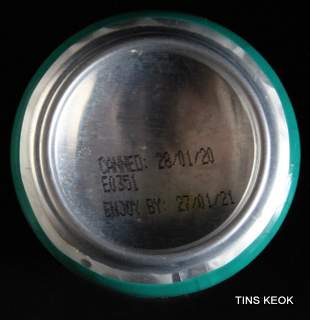 CANNED: 28/01/20
E0351
ENJOY BY: 27/01/21
TINS KEOK